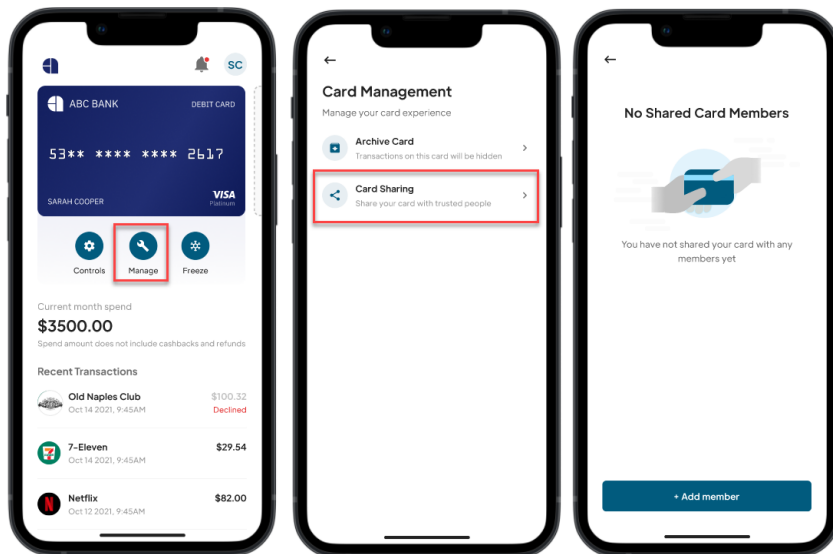 SC
ABC BANK
DEBIT CARD
53** **** **** 2617
SARAH COOPER
VISA
Platinum
Controls
Manage
Freeze
Current month spend
$3500.00
Spend amount does not include cashbacks and refunds
Recent Transactions
Old Naples Club
$100.32
Oct 14 2021, 9:45AM
Declined
7-Eleven
$29.54
Oct 14 2021, 9:45AM
Netflix
$82.00
Oct 12 2021, 9:45AM
Card Management
Manage your card experience
Archive Card
Transactions on this card will be hidden
Card Sharing
Share your card with trusted people
No Shared Card Members
You have not shared your card with any
members yet
+ Add member